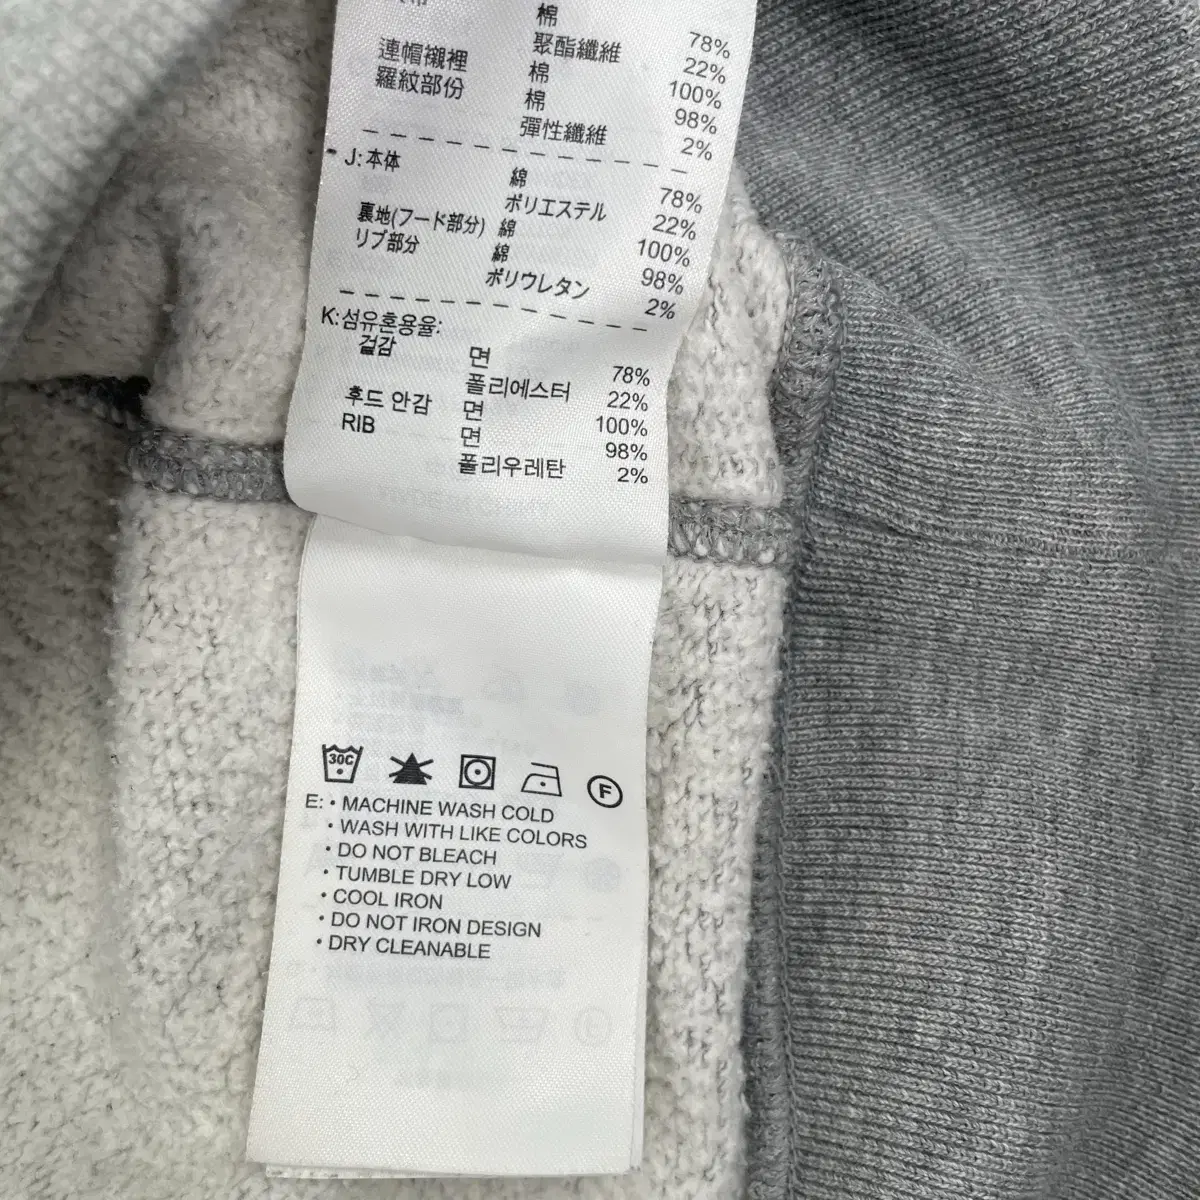 棉 78%
聚酯纖維 22%
連帽襯裡 棉 100%
羅紋部份 棉 98%
彈性纖維 2%
J:本体 綿 78%
ポリエステル 22%
裏地(フード部分) 綿 100%
リブ部分 綿 98%
ポリウレタン 2%
K:섬유혼용율:
겉감 면 78%
폴리에스터 22%
후드 안감 면 100%
RIB 면 98%
폴리우레탄 2%
30C
F
E: • MACHINE WASH COLD
• WASH WITH LIKE COLORS
• DO NOT BLEACH
• TUMBLE DRY LOW
• COOL IRON
• DO NOT IRON DESIGN
• DRY CLEANABLE